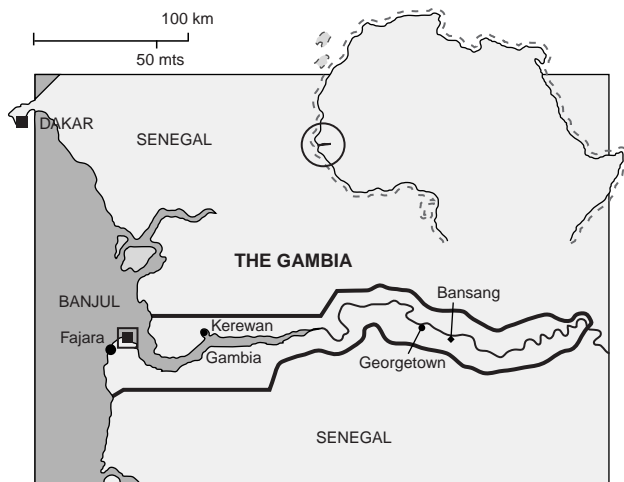 100 km
50 mts
DAKAR
SENEGAL
THE GAMBIA
BANJUL
Bansang
Kerewan
Fajara
Gambia
Georgetown
SENEGAL